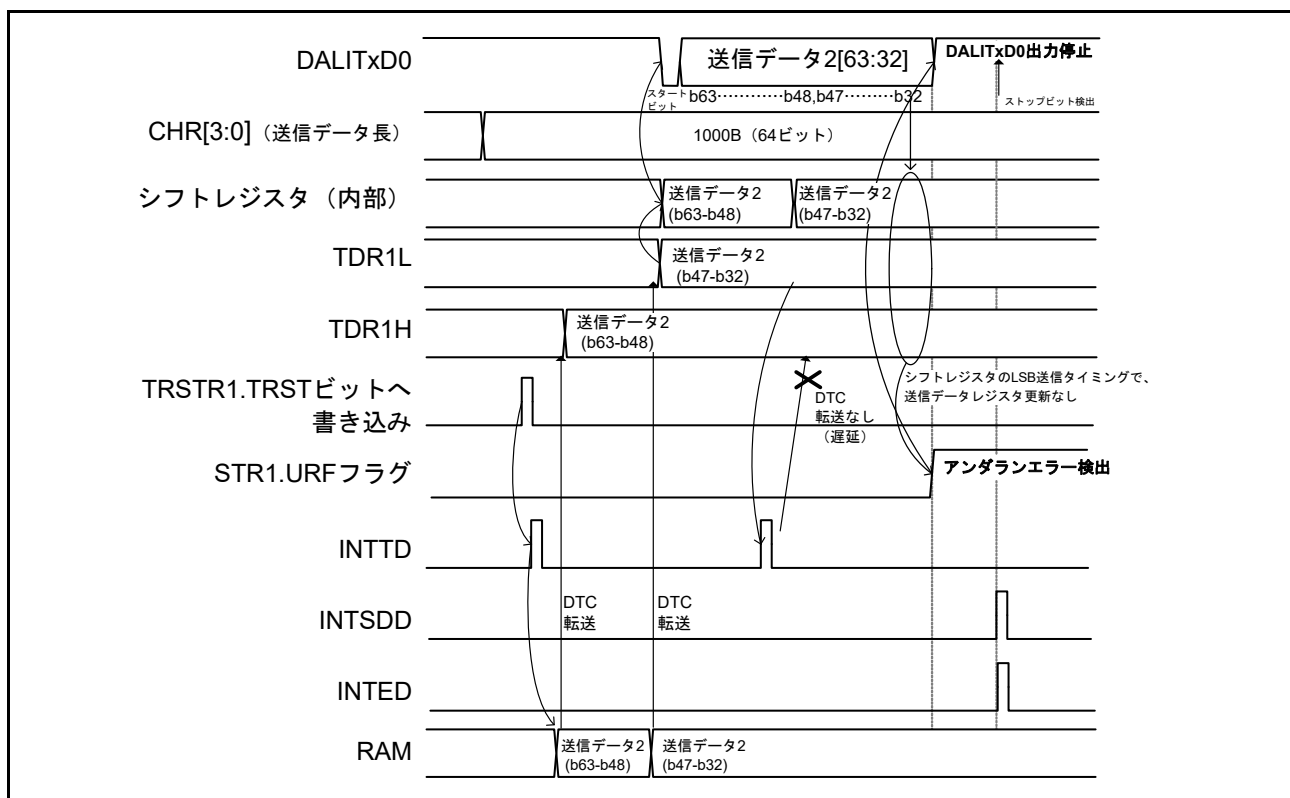 DALITxD0
送信データ2[63:32]
DALITxD0出力停止
スタート
ビット
b63············b48,b47·········b32
ストップビット検出
CHR[3:0]（送信データ長）
1000B（64ビット）
シフトレジスタ（内部）
送信データ2
(b63-b48)
送信データ2
(b47-b32)
TDR1L
送信データ2
(b47-b32)
TDR1H
送信データ2
(b63-b48)
TRSTR1.TRSTビットへ
書き込み
DTC
転送なし
（遅延）
シフトレジスタのLSB送信タイミングで、
送信データレジスタ更新なし
STR1.URFフラグ
アンダランエラー検出
INTTD
INTSDD
DTC
転送
DTC
転送
INTED
RAM
送信データ2
(b63-b48)
送信データ2
(b47-b32)